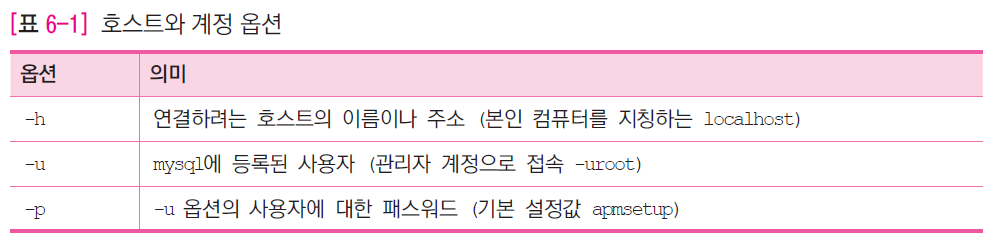 [표 6-1] 호스트와 계정 옵션
옵션 의미
-h 연결하려는 호스트의 이름이나 주소 (본인 컴퓨터를 지칭하는 localhost)
-u mysql에 등록된 사용자 (관리자 계정으로 접속 -uroot)
-p -u 옵션의 사용자에 대한 패스워드 (기본 설정값 apmsetup)